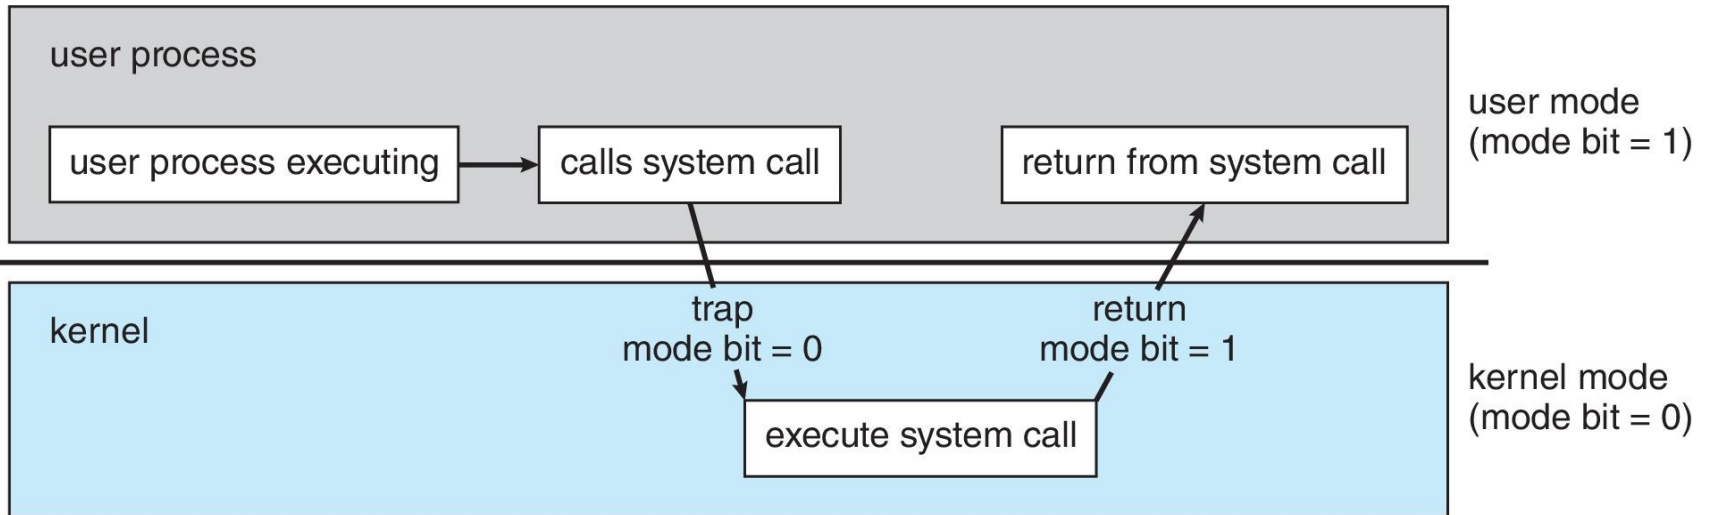 user process
user process executing
calls system call
return from system call
user mode
(mode bit = 1)
kernel
trap
mode bit = 0
return
mode bit = 1
execute system call
kernel mode
(mode bit = 0)